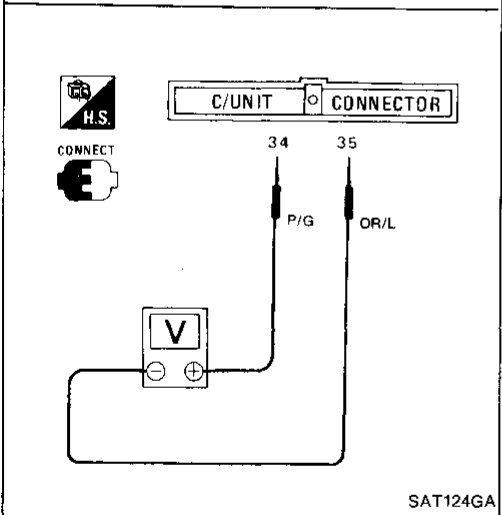 H.S.
CONNECT
C/UNIT CONNECTOR
34 35
P/G OR/L
V
− +
SAT124GA